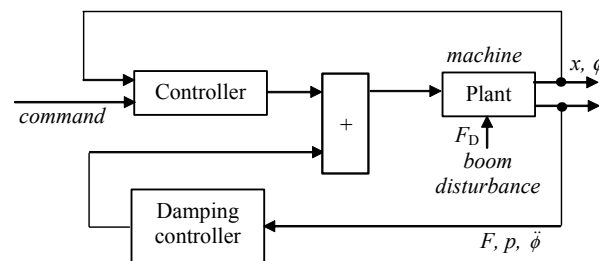 machine
x, ϕ
Controller
Plant
command
+
F_D
boom
disturbance
Damping
controller
F, p, ϕ̈